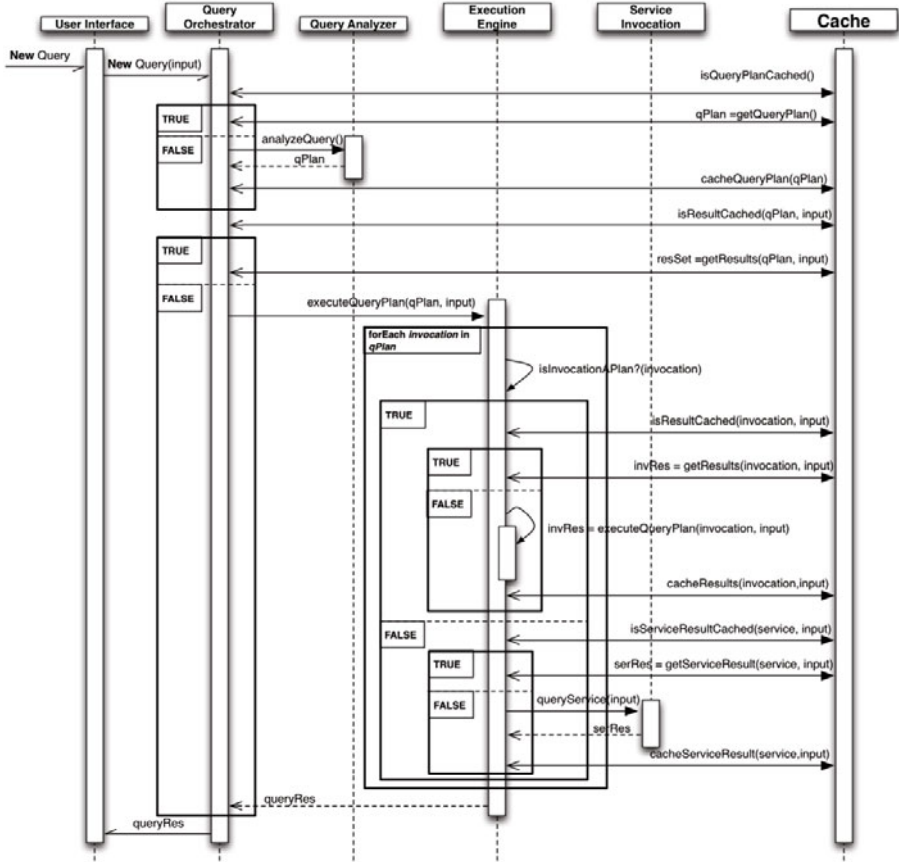 User Interface
Query
Orchestrator
Query Analyzer
Execution
Engine
Service
Invocation
Cache
New Query
New Query(input)
isQueryPlanCached()
TRUE
qPlan =getQueryPlan()
FALSE
analyzeQuery()
qPlan
cacheQueryPlan(qPlan)
isResultCached(qPlan, input)
TRUE
resSet =getResults(qPlan, input)
FALSE
executeQueryPlan(qPlan, input)
forEach invocation in
qPlan
isInvocationAPlan?(invocation)
TRUE
isResultCached(invocation, input)
TRUE
invRes = getResults(invocation, input)
FALSE
invRes = executeQueryPlan(invocation, input)
cacheResults(invocation,input)
FALSE
isServiceResultCached(service, input)
TRUE
serRes = getServiceResult(service, input)
FALSE
queryService(input)
serRes
cacheServiceResult(service,input)
queryRes
queryRes